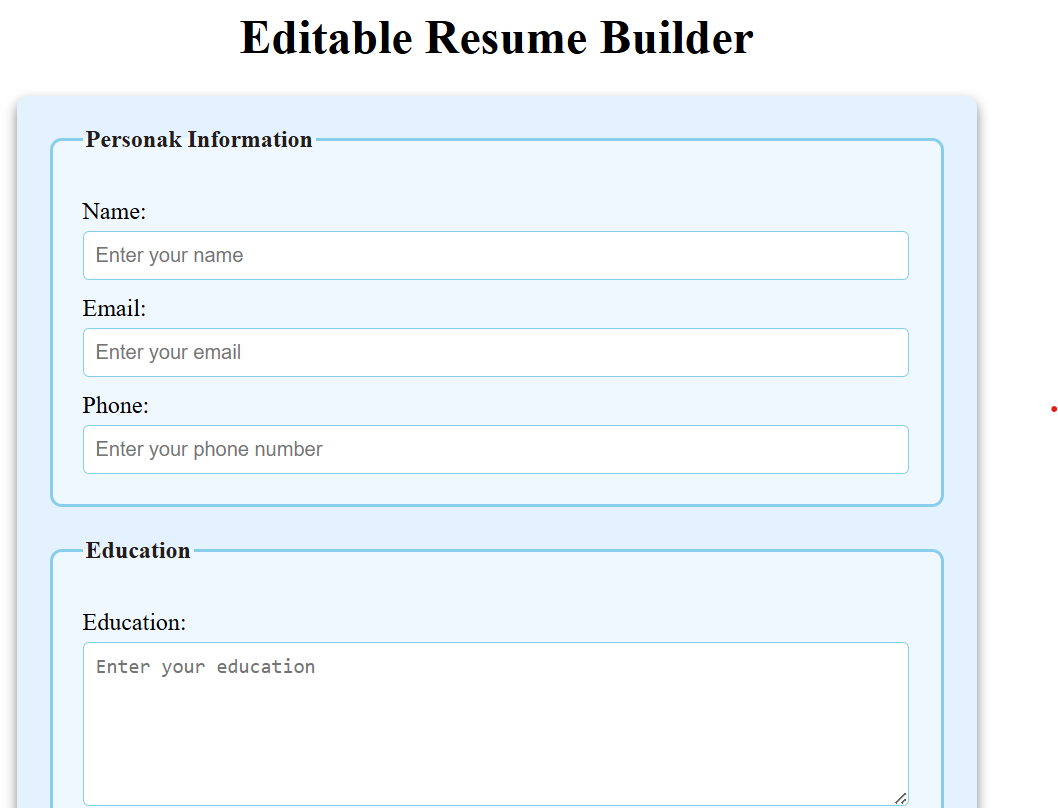 Editable Resume Builder
Personak Information
Name:
Enter your name
Email:
Enter your email
Phone:
Enter your phone number
Education
Education:
Enter your education